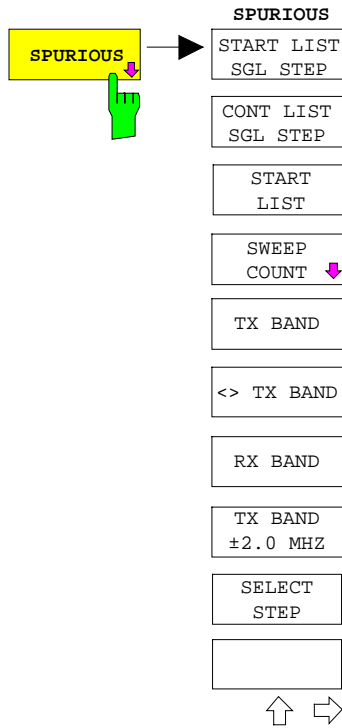 SPURIOUS
SPURIOUS
START LIST
SGL STEP
CONT LIST
SGL STEP
START
LIST
SWEEP
COUNT
TX BAND
<> TX BAND
RX BAND
TX BAND
±2.0 MHZ
SELECT
STEP